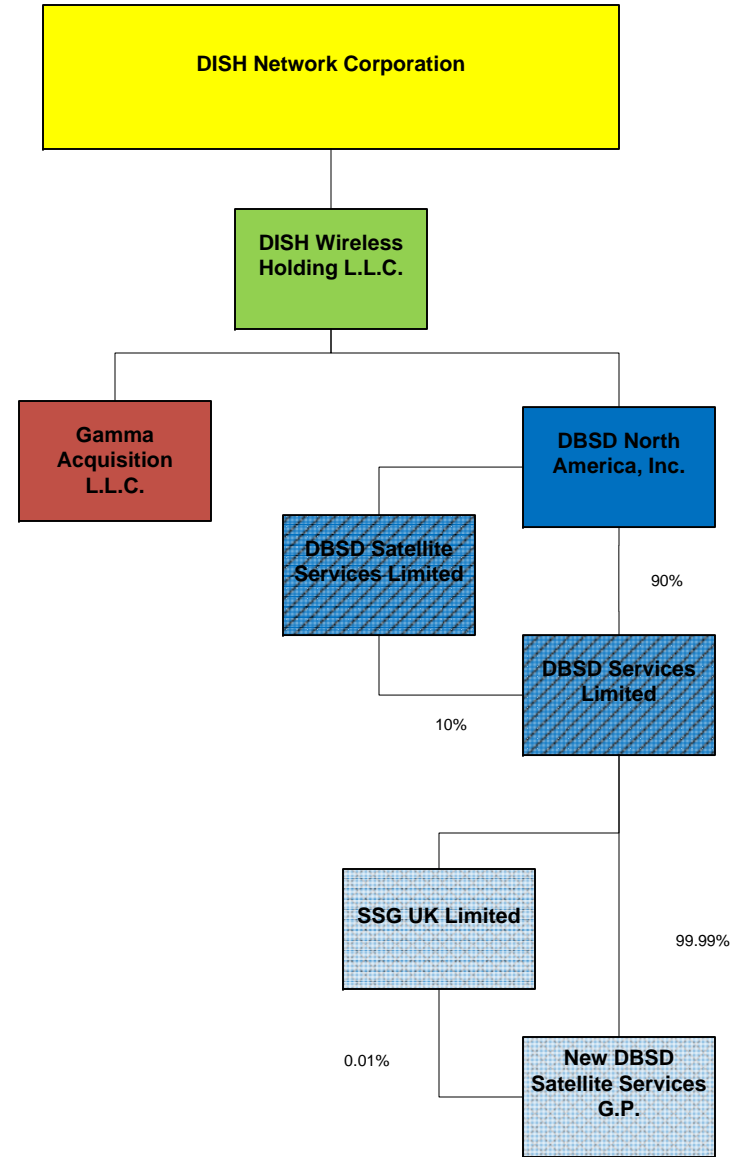 DISH Network Corporation
DISH Wireless
Holding L.L.C.
Gamma
Acquisition
L.L.C.
DBSD North
America, Inc.
DBSD Satellite
Services Limited
90%
DBSD Services
Limited
10%
SSG UK Limited
99.99%
0.01%
New DBSD
Satellite Services
G.P.